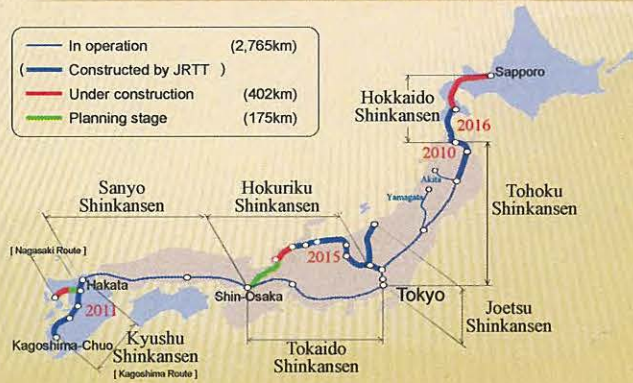 In operation (2,765km)
( Constructed by JRTT )
Under construction (402km)
Planning stage (175km)
Sapporo
Hokkaido
Shinkansen
2016
2010
Akita
Yamagata
Tohoku
Shinkansen
Sanyo
Shinkansen
Hokuriku
Shinkansen
[ Nagasaki Route ]
2015
Hakata
Shin-Osaka
Tokyo
2011
Joetsu
Shinkansen
Kagoshima-Chuo
Kyushu
Shinkansen
[ Kagoshima Route ]
Tokaido
Shinkansen